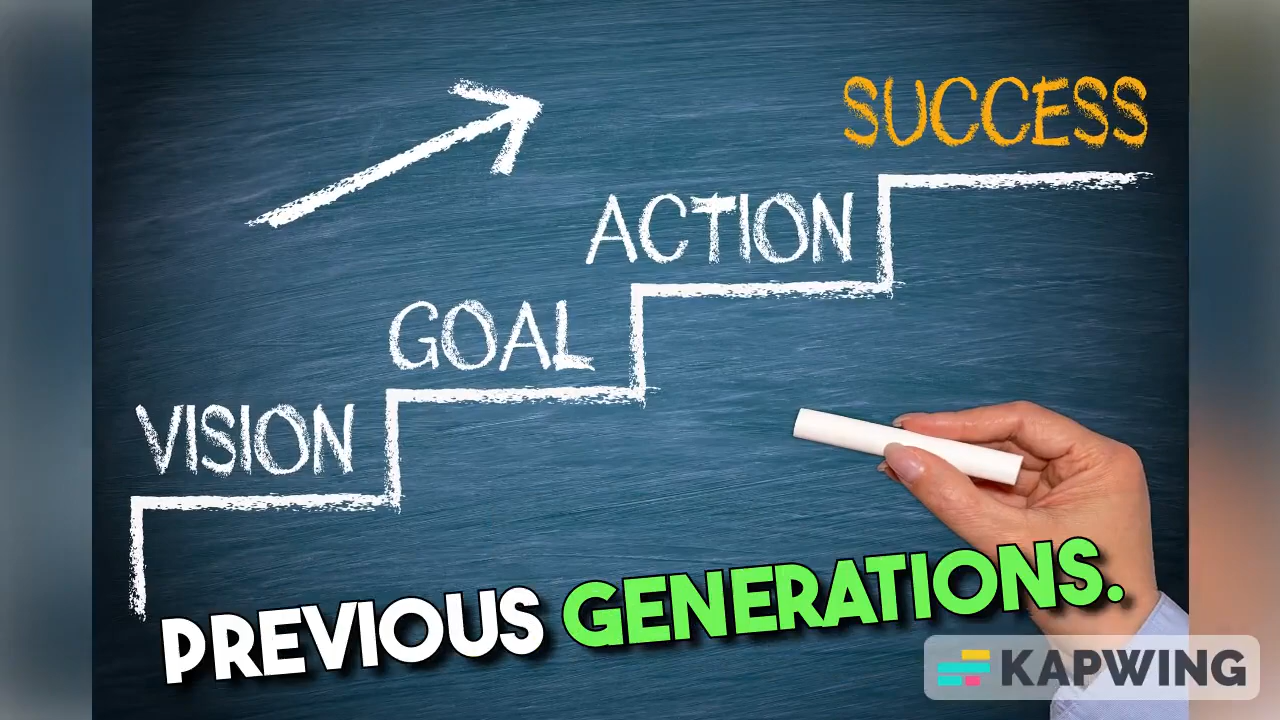 SUCCESS
ACTION
GOAL
VISION
PREVIOUS GENERATIONS.
KAPWING